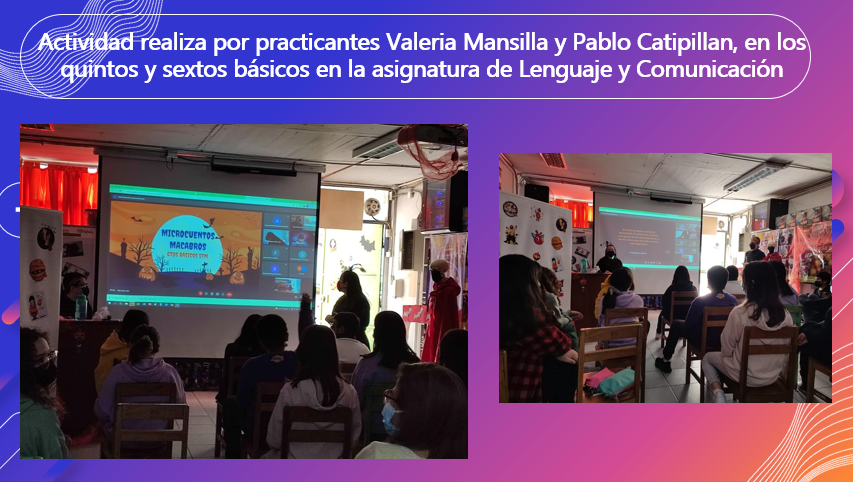 Actividad realiza por practicantes Valeria Mansilla y Pablo Catipillan, en los
quintos y sextos básicos en la asignatura de Lenguaje y Comunicación
MICROCUENTOS
MACABROS